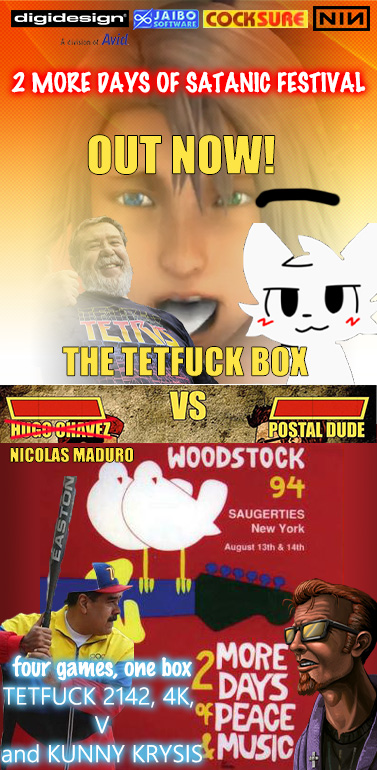 digidesign
A division of Avid
JAIBO
SOFTWARE
COCKSURE
NIN
2 MORE DAYS OF SATANIC FESTIVAL
OUT NOW!
TETRIS
THE TETFUCK BOX
VS
HUGO CHAVEZ
POSTAL DUDE
NICOLAS MADURO
WOODSTOCK
94
SAUGERTIES
New York
August 13th & 14th
EASTON
2 MORE
DAYS
of PEACE
& MUSIC
four games, one box
TETFUCK 2142, 4K,
V
and KUNNY KRYSIS